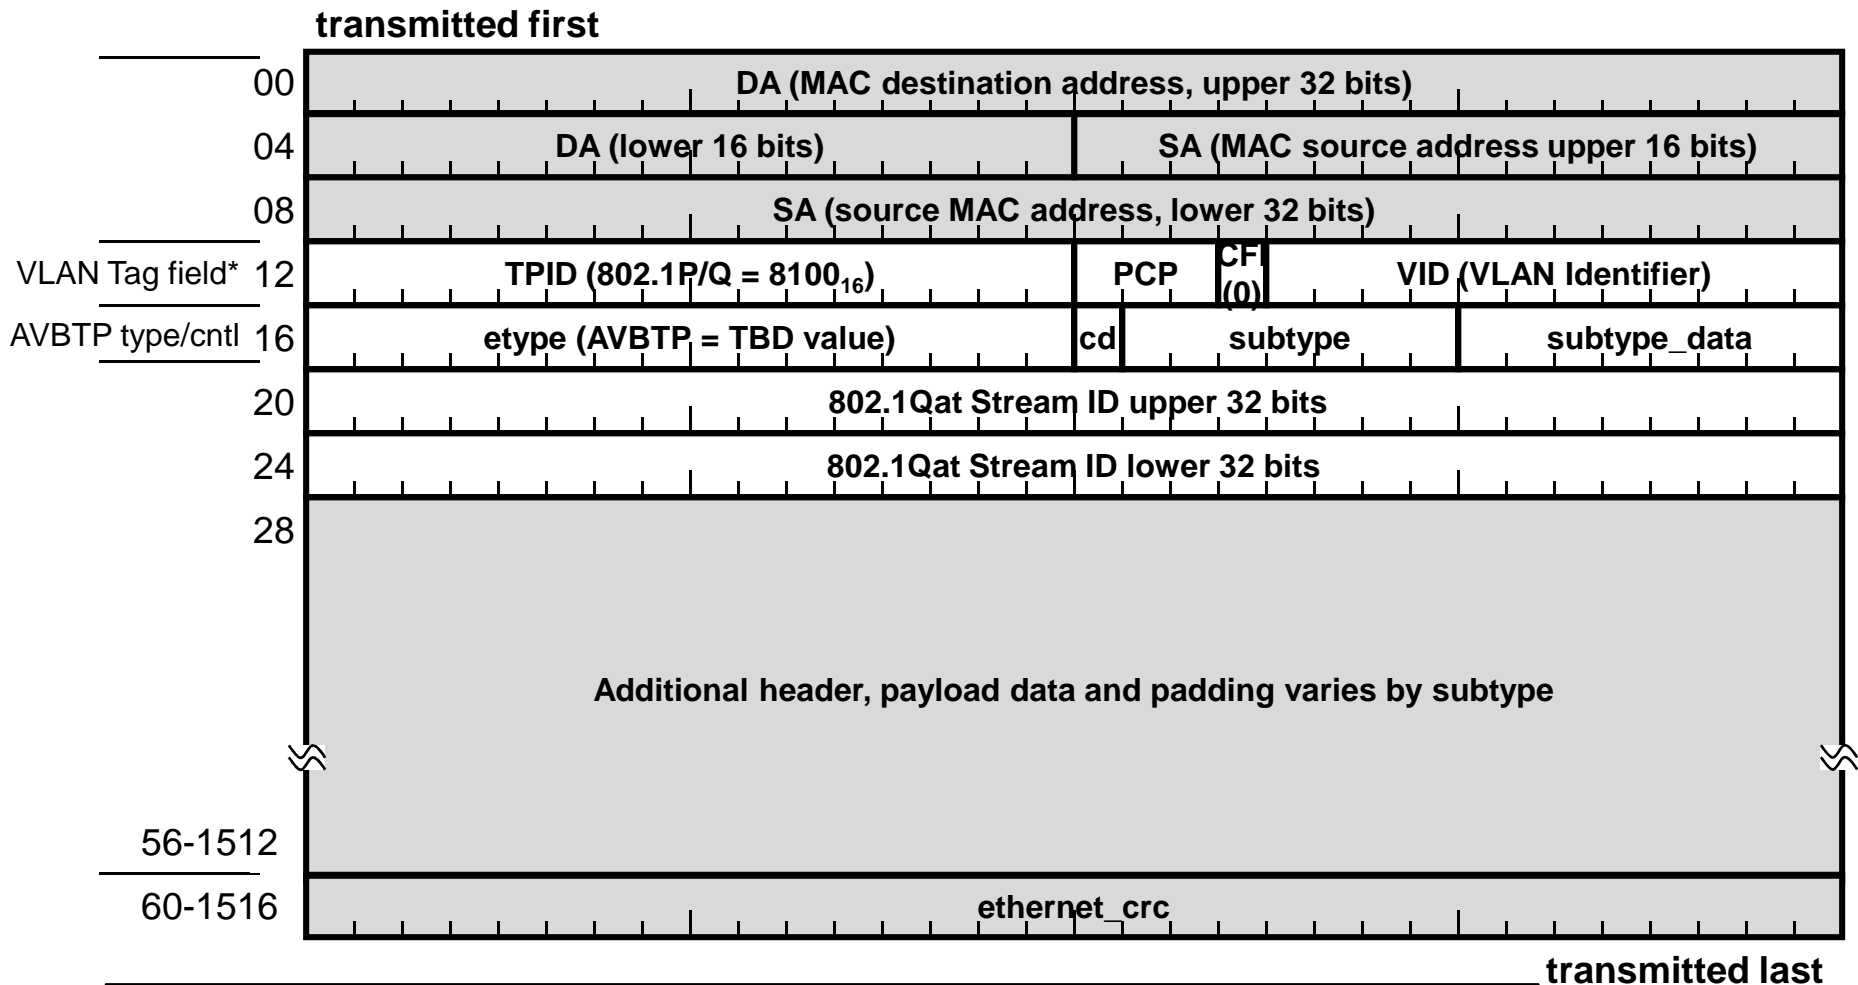 transmitted first
00 DA (MAC destination address, upper 32 bits)
04 DA (lower 16 bits) SA (MAC source address upper 16 bits)
08 SA (source MAC address, lower 32 bits)
VLAN Tag field* 12 TPID (802.1P/Q = 8100₁₆) PCP CFI (0) VID (VLAN Identifier)
AVBTP type/cntl 16 etype (AVBTP = TBD value) cd subtype subtype_data
20 802.1Qat Stream ID upper 32 bits
24 802.1Qat Stream ID lower 32 bits
28
Additional header, payload data and padding varies by subtype
56-1512
60-1516 ethernet_crc
transmitted last